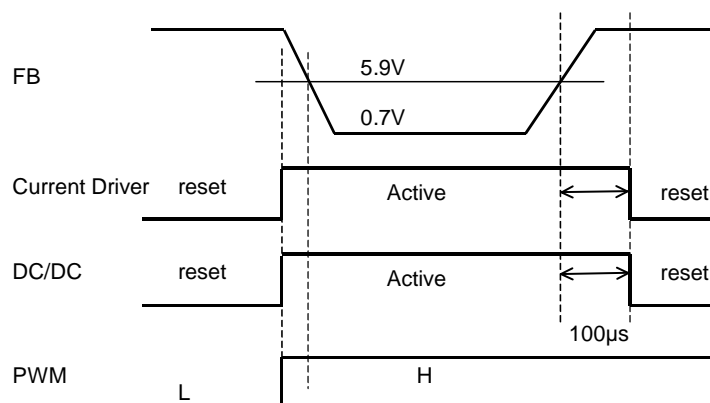 5.9V
FB
0.7V
Current Driver reset Active reset
DC/DC reset Active reset
100µs
PWM L H